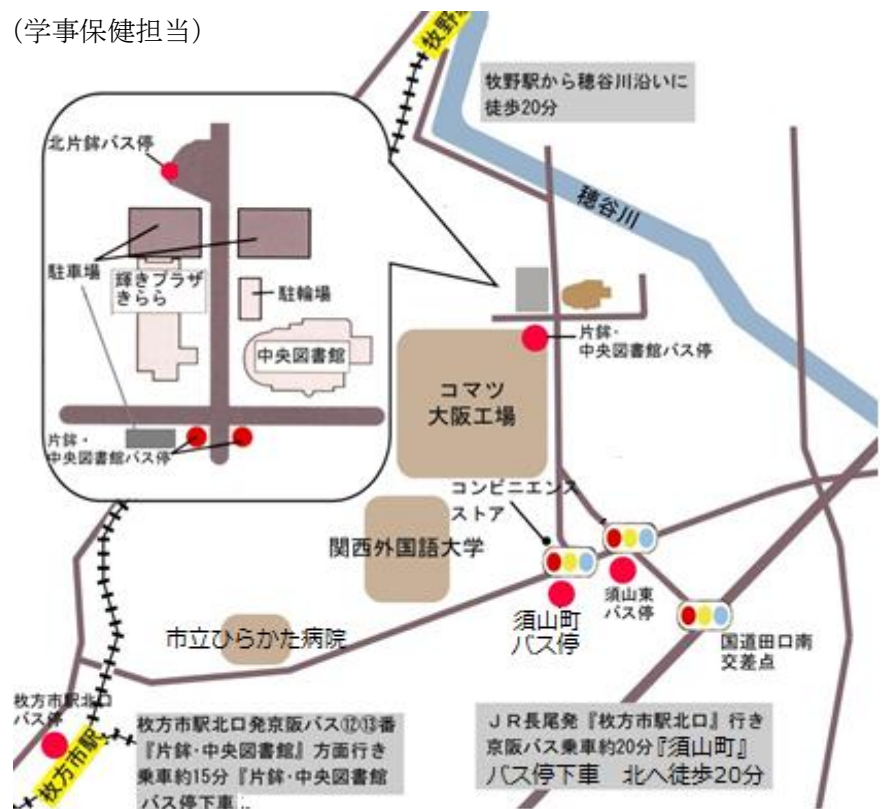 （学事保健担当）
牧野
牧野駅から穂谷川沿いに
徒歩20分
北片鉾バス停
穂谷川
駐車場
輝きプラザ
きらら
駐輪場
中央図書館
片鉾・
中央図書館バス停
片鉾・
中央図書館バス停
コマツ
大阪工場
コンビニエンス
ストア
関西外国語大学
須山東
バス停
須山町
バス停
市立ひらかた病院
国道田口南
交差点
枚方市駅北口
バス停
枚方市駅
枚方市駅北口発京阪バス⑫⑬番
『片鉾・中央図書館』方面行き
乗車約15分『片鉾・中央図書館
バス停下車
ＪＲ長尾発『枚方市駅北口』行き
京阪バス乗車約20分『須山町』
バス停下車　北へ徒歩20分